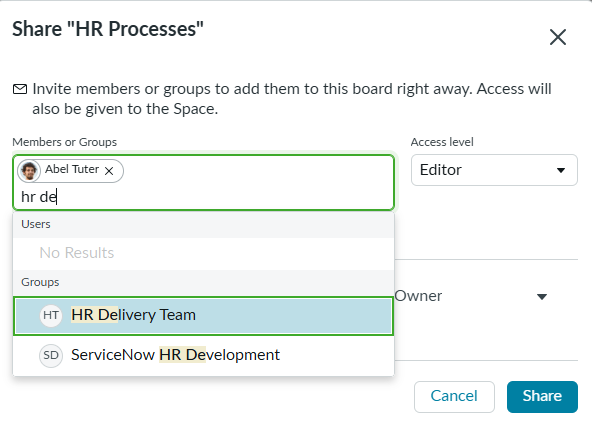 Share "HR Processes"
Invite members or groups to add them to this board right away. Access will
also be given to the Space.
Members or Groups
Access level
Abel Tuter
Editor
hr de
Users
No Results
Groups
Owner
HT HR Delivery Team
SD ServiceNow HR Development
Cancel
Share